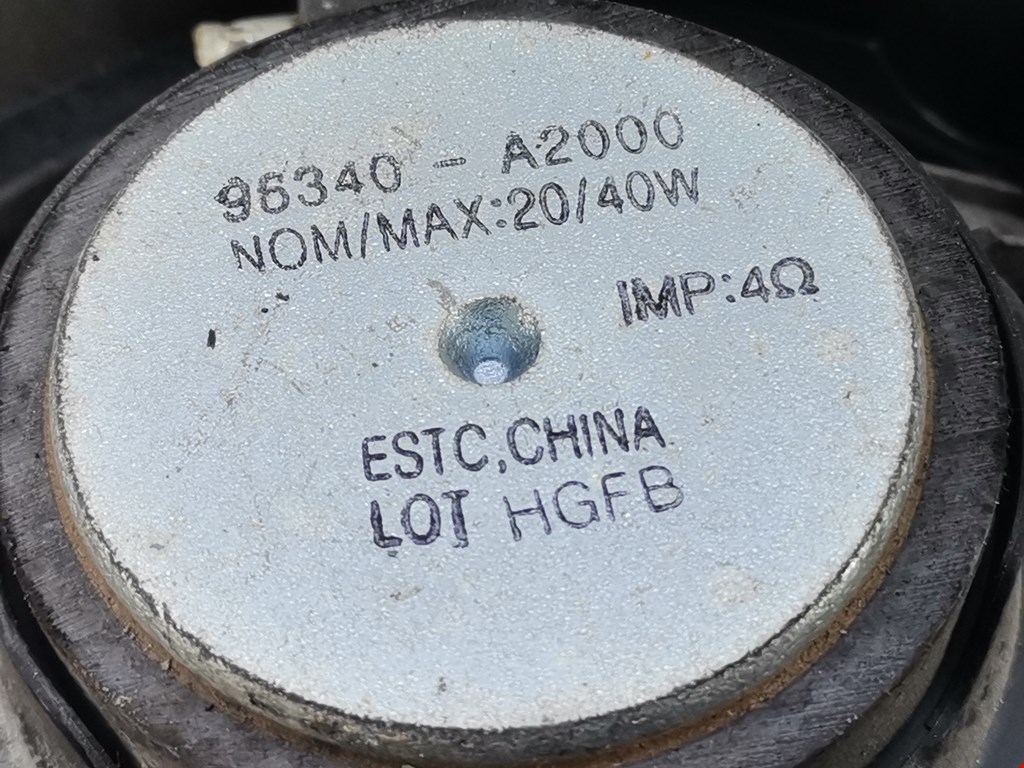 96340 - A2000
NOM/MAX:20/40W
IMP:4Ω
ESTC,CHINA
LOT HGFB